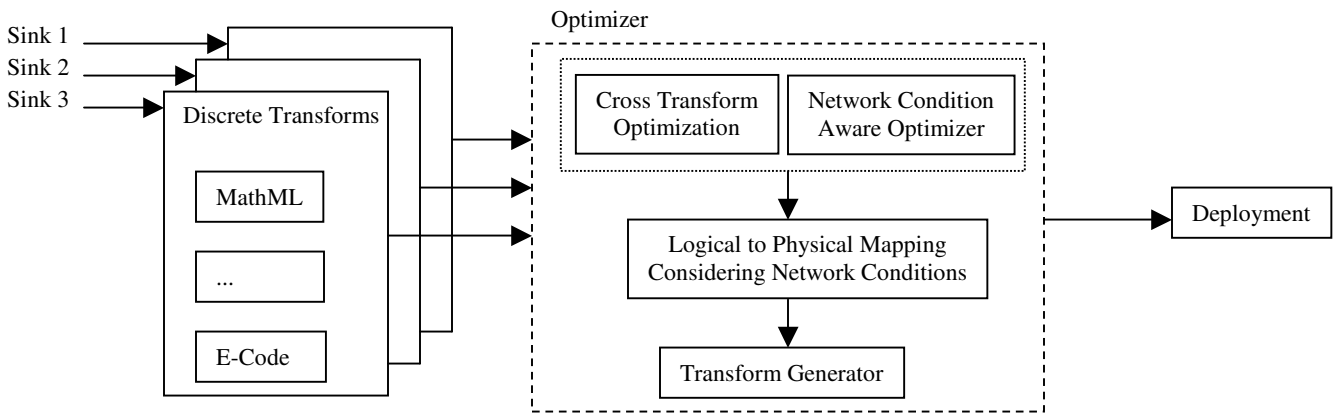 Optimizer
Sink 1
Sink 2
Sink 3
Discrete Transforms
MathML
...
E-Code
Cross Transform
Optimization
Network Condition
Aware Optimizer
Logical to Physical Mapping
Considering Network Conditions
Transform Generator
Deployment